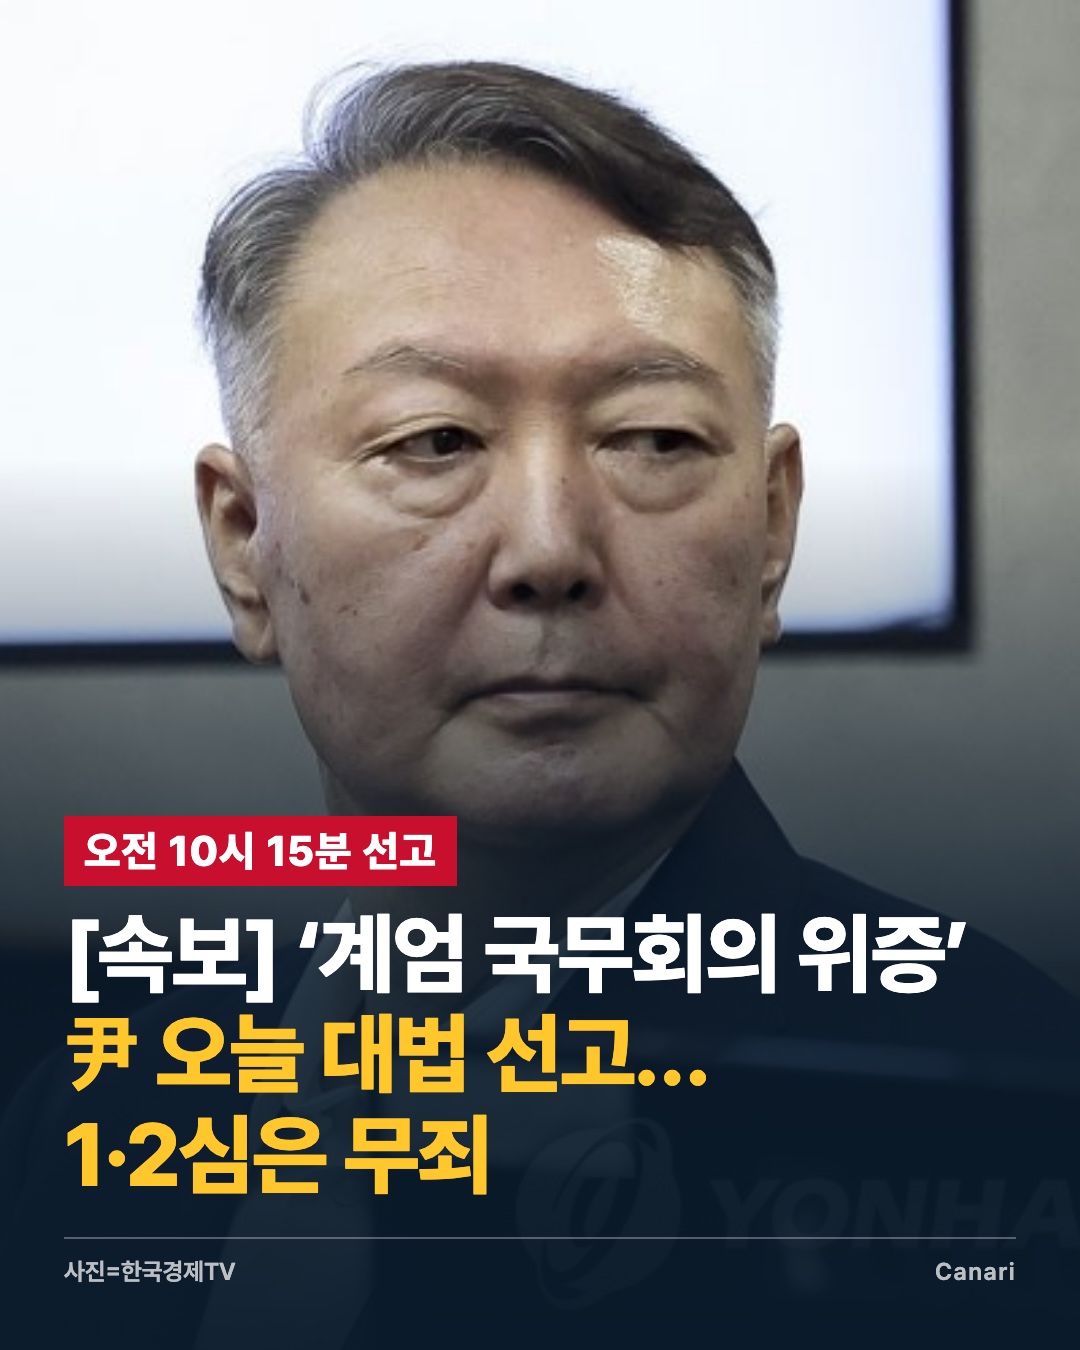 오전 10시 15분 선고
[속보] ‘계엄 국무회의 위증’
尹 오늘 대법 선고...
1·2심은 무죄
YONHA
사진=한국경제TV
Canari